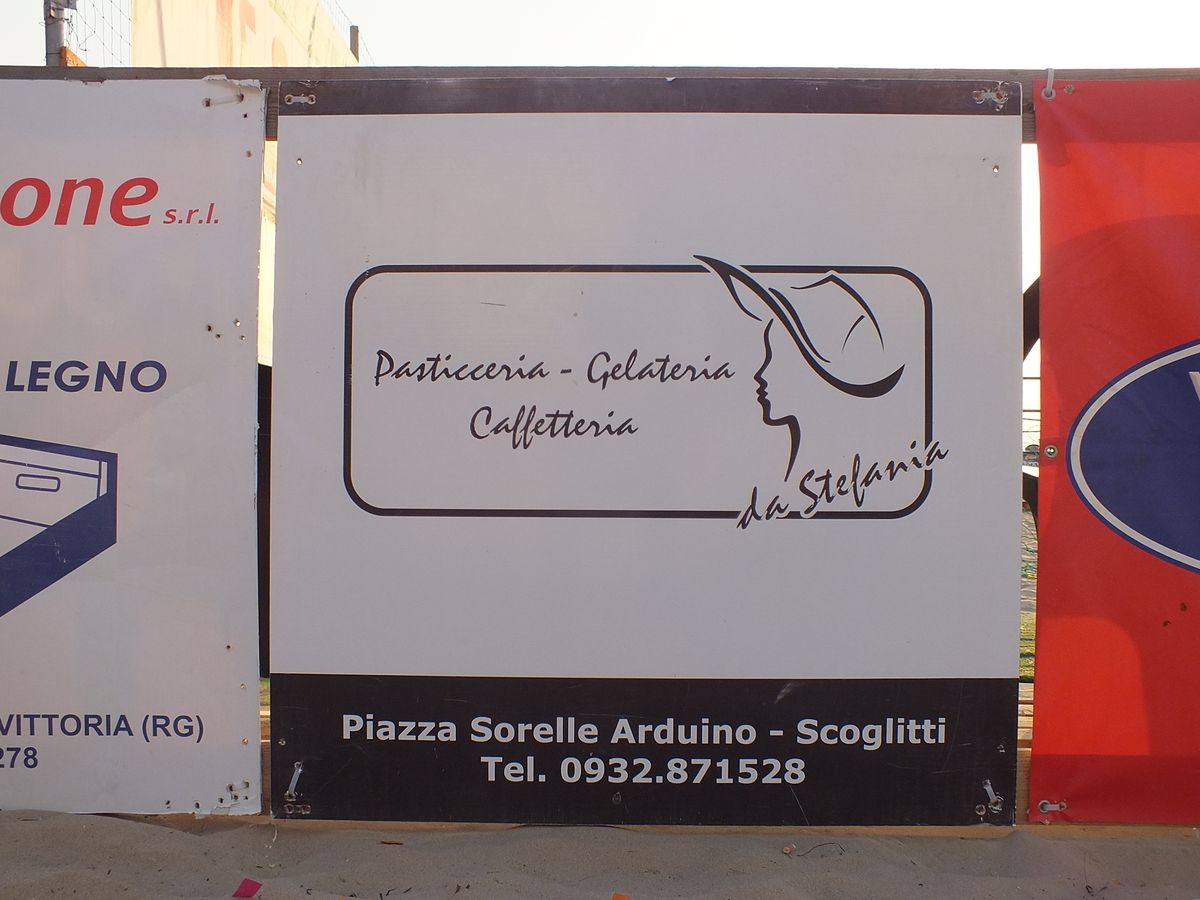 one s.r.l.
LEGNO
VITTORIA (RG)
278
Pasticceria - Gelateria
Caffetteria
da Stefania
Piazza Sorelle Arduino - Scoglitti
Tel. 0932.871528